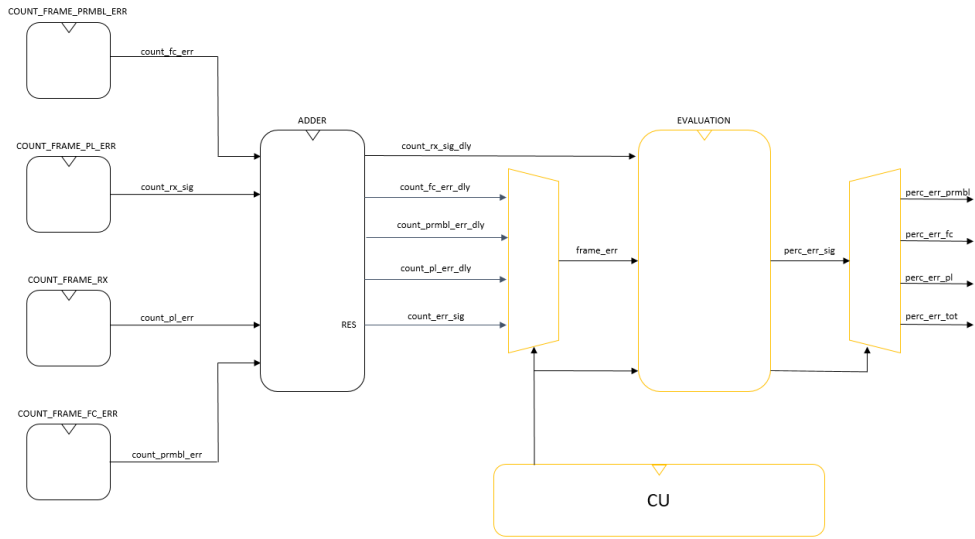 COUNT_FRAME_PRMBL_ERR
count_fc_err
COUNT_FRAME_PL_ERR
count_rx_sig
COUNT_FRAME_RX
count_pl_err
COUNT_FRAME_FC_ERR
count_prmbl_err
ADDER
RES
count_rx_sig_dly
count_fc_err_dly
count_prmbl_err_dly
count_pl_err_dly
count_err_sig
frame_err
EVALUATION
perc_err_sig
perc_err_prmbl
perc_err_fc
perc_err_pl
perc_err_tot
CU